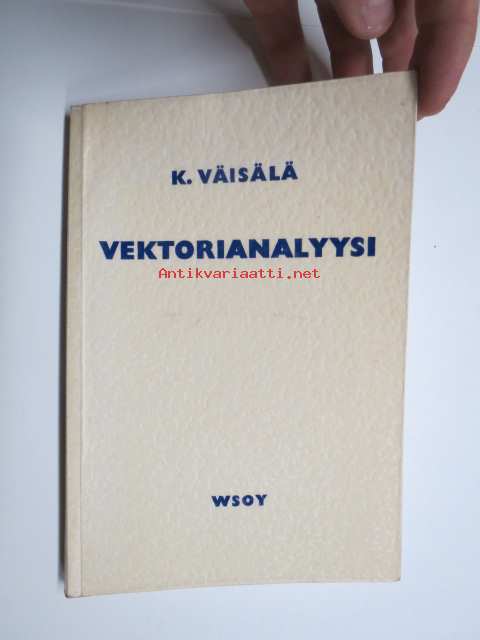 K. VÄISÄLÄ
VEKTORIANALYYSI
Antikvariaatti.net
WSOY